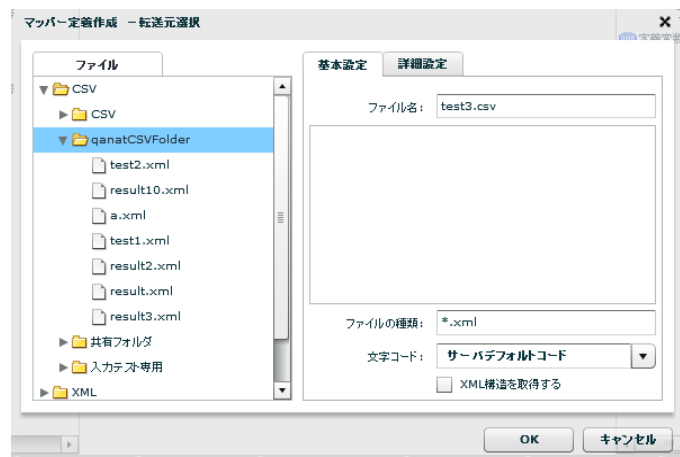 マッパー定義作成 －転送元選択
ファイル
CSV
CSV
qanatCSVFolder
test2.xml
result10.xml
a.xml
test1.xml
result2.xml
result.xml
result3.xml
共有フォルダ
入力テスト専用
XML
基本設定
詳細設定
ファイル名：
test3.csv
ファイルの種類：
*.xml
文字コード：
サーバデフォルトコード
XML構造を取得する
OK
キャンセル